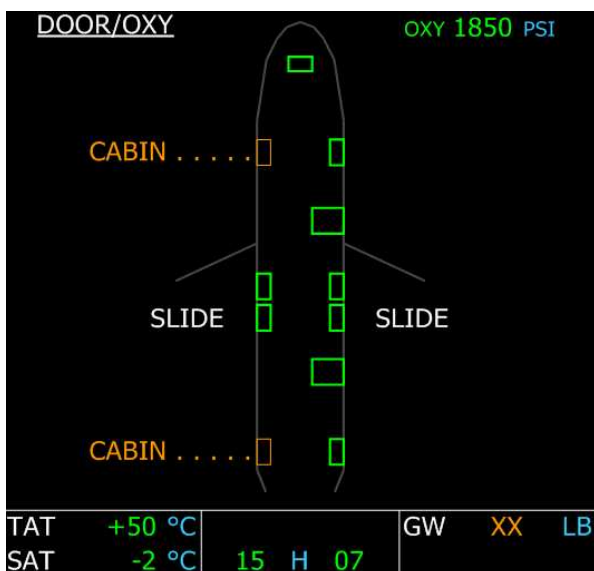 DOOR/OXY OXY 1850 PSI
CABIN . . . . .
SLIDE SLIDE
CABIN . . . . .
TAT +50 °C GW XX LB
SAT -2 °C 15 H 07